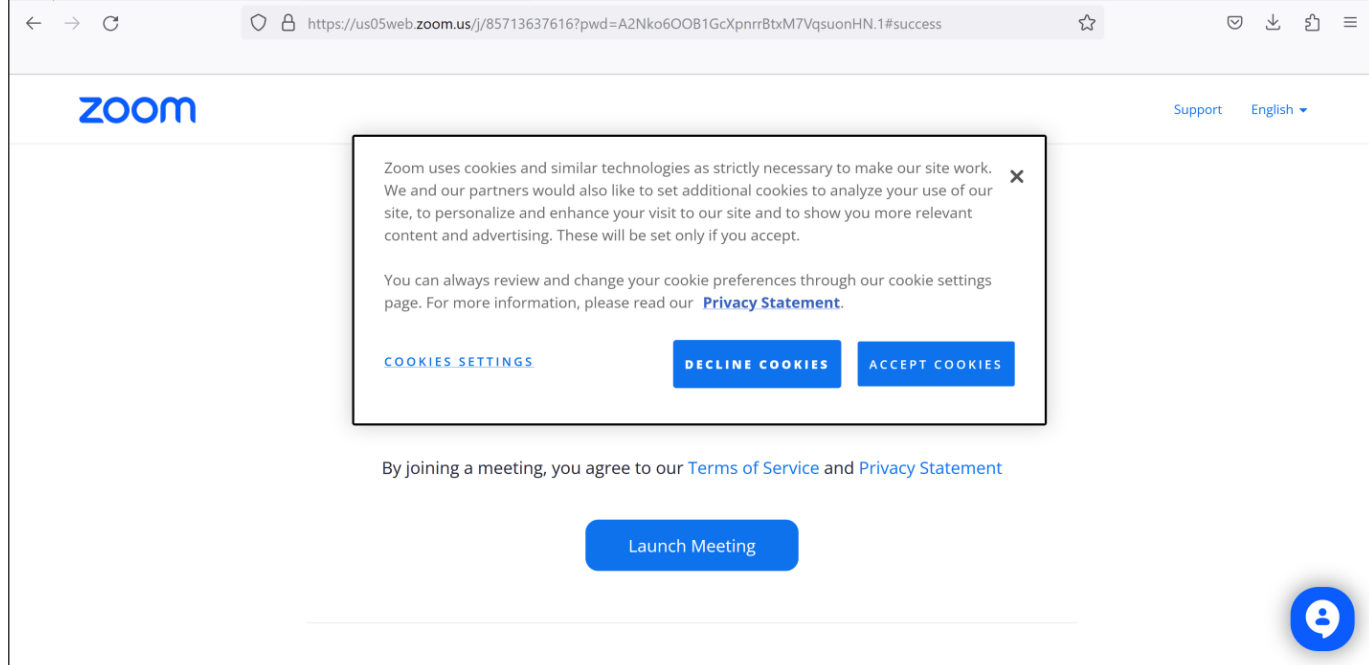 https://us05web.zoom.us/j/85713637616?pwd=A2Nko6OOB1GcXpnrrBtxM7VqsuonHN.1#success
zoom
Support English
Zoom uses cookies and similar technologies as strictly necessary to make our site work.
We and our partners would also like to set additional cookies to analyze your use of our
site, to personalize and enhance your visit to our site and to show you more relevant
content and advertising. These will be set only if you accept.
You can always review and change your cookie preferences through our cookie settings
page. For more information, please read our Privacy Statement.
COOKIES SETTINGS DECLINE COOKIES ACCEPT COOKIES
By joining a meeting, you agree to our Terms of Service and Privacy Statement
Launch Meeting